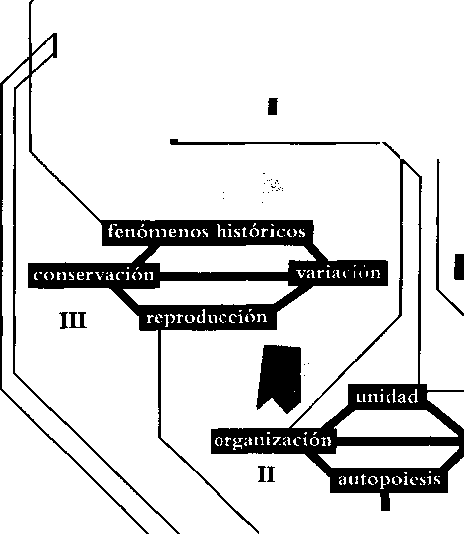 fenómenos históricos
conservación
variación
reproducción
III
unidad
organización
II
autopoiesis